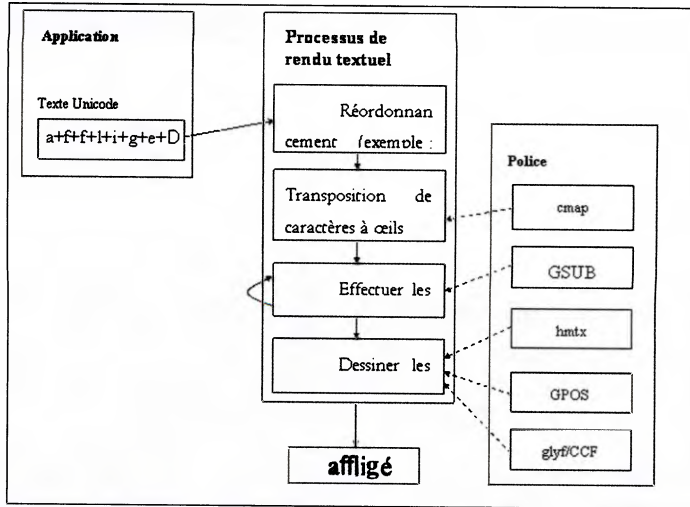 Application
Texte Unicode
a+f+f+l+i+g+e+D
Processus de
rendu textuel
Réordonnan
cement (exemple :
Transposition de
caractères à œils
Effectuer les
Dessiner les
affligé
Police
cmap
GSUB
hmtx
GPOS
glyf/CCF